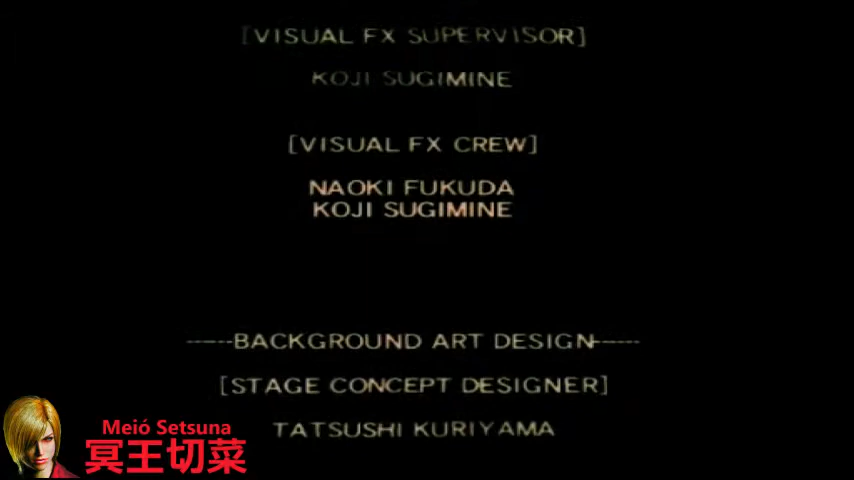 [VISUAL FX SUPERVISOR]
KOJI SUGIMINE
[VISUAL FX CREW]
NAOKI FUKUDA
KOJI SUGIMINE
------BACKGROUND ART DESIGN------
[STAGE CONCEPT DESIGNER]
TATSUSHI KURIYAMA
Meió Setsuna
冥王切菜